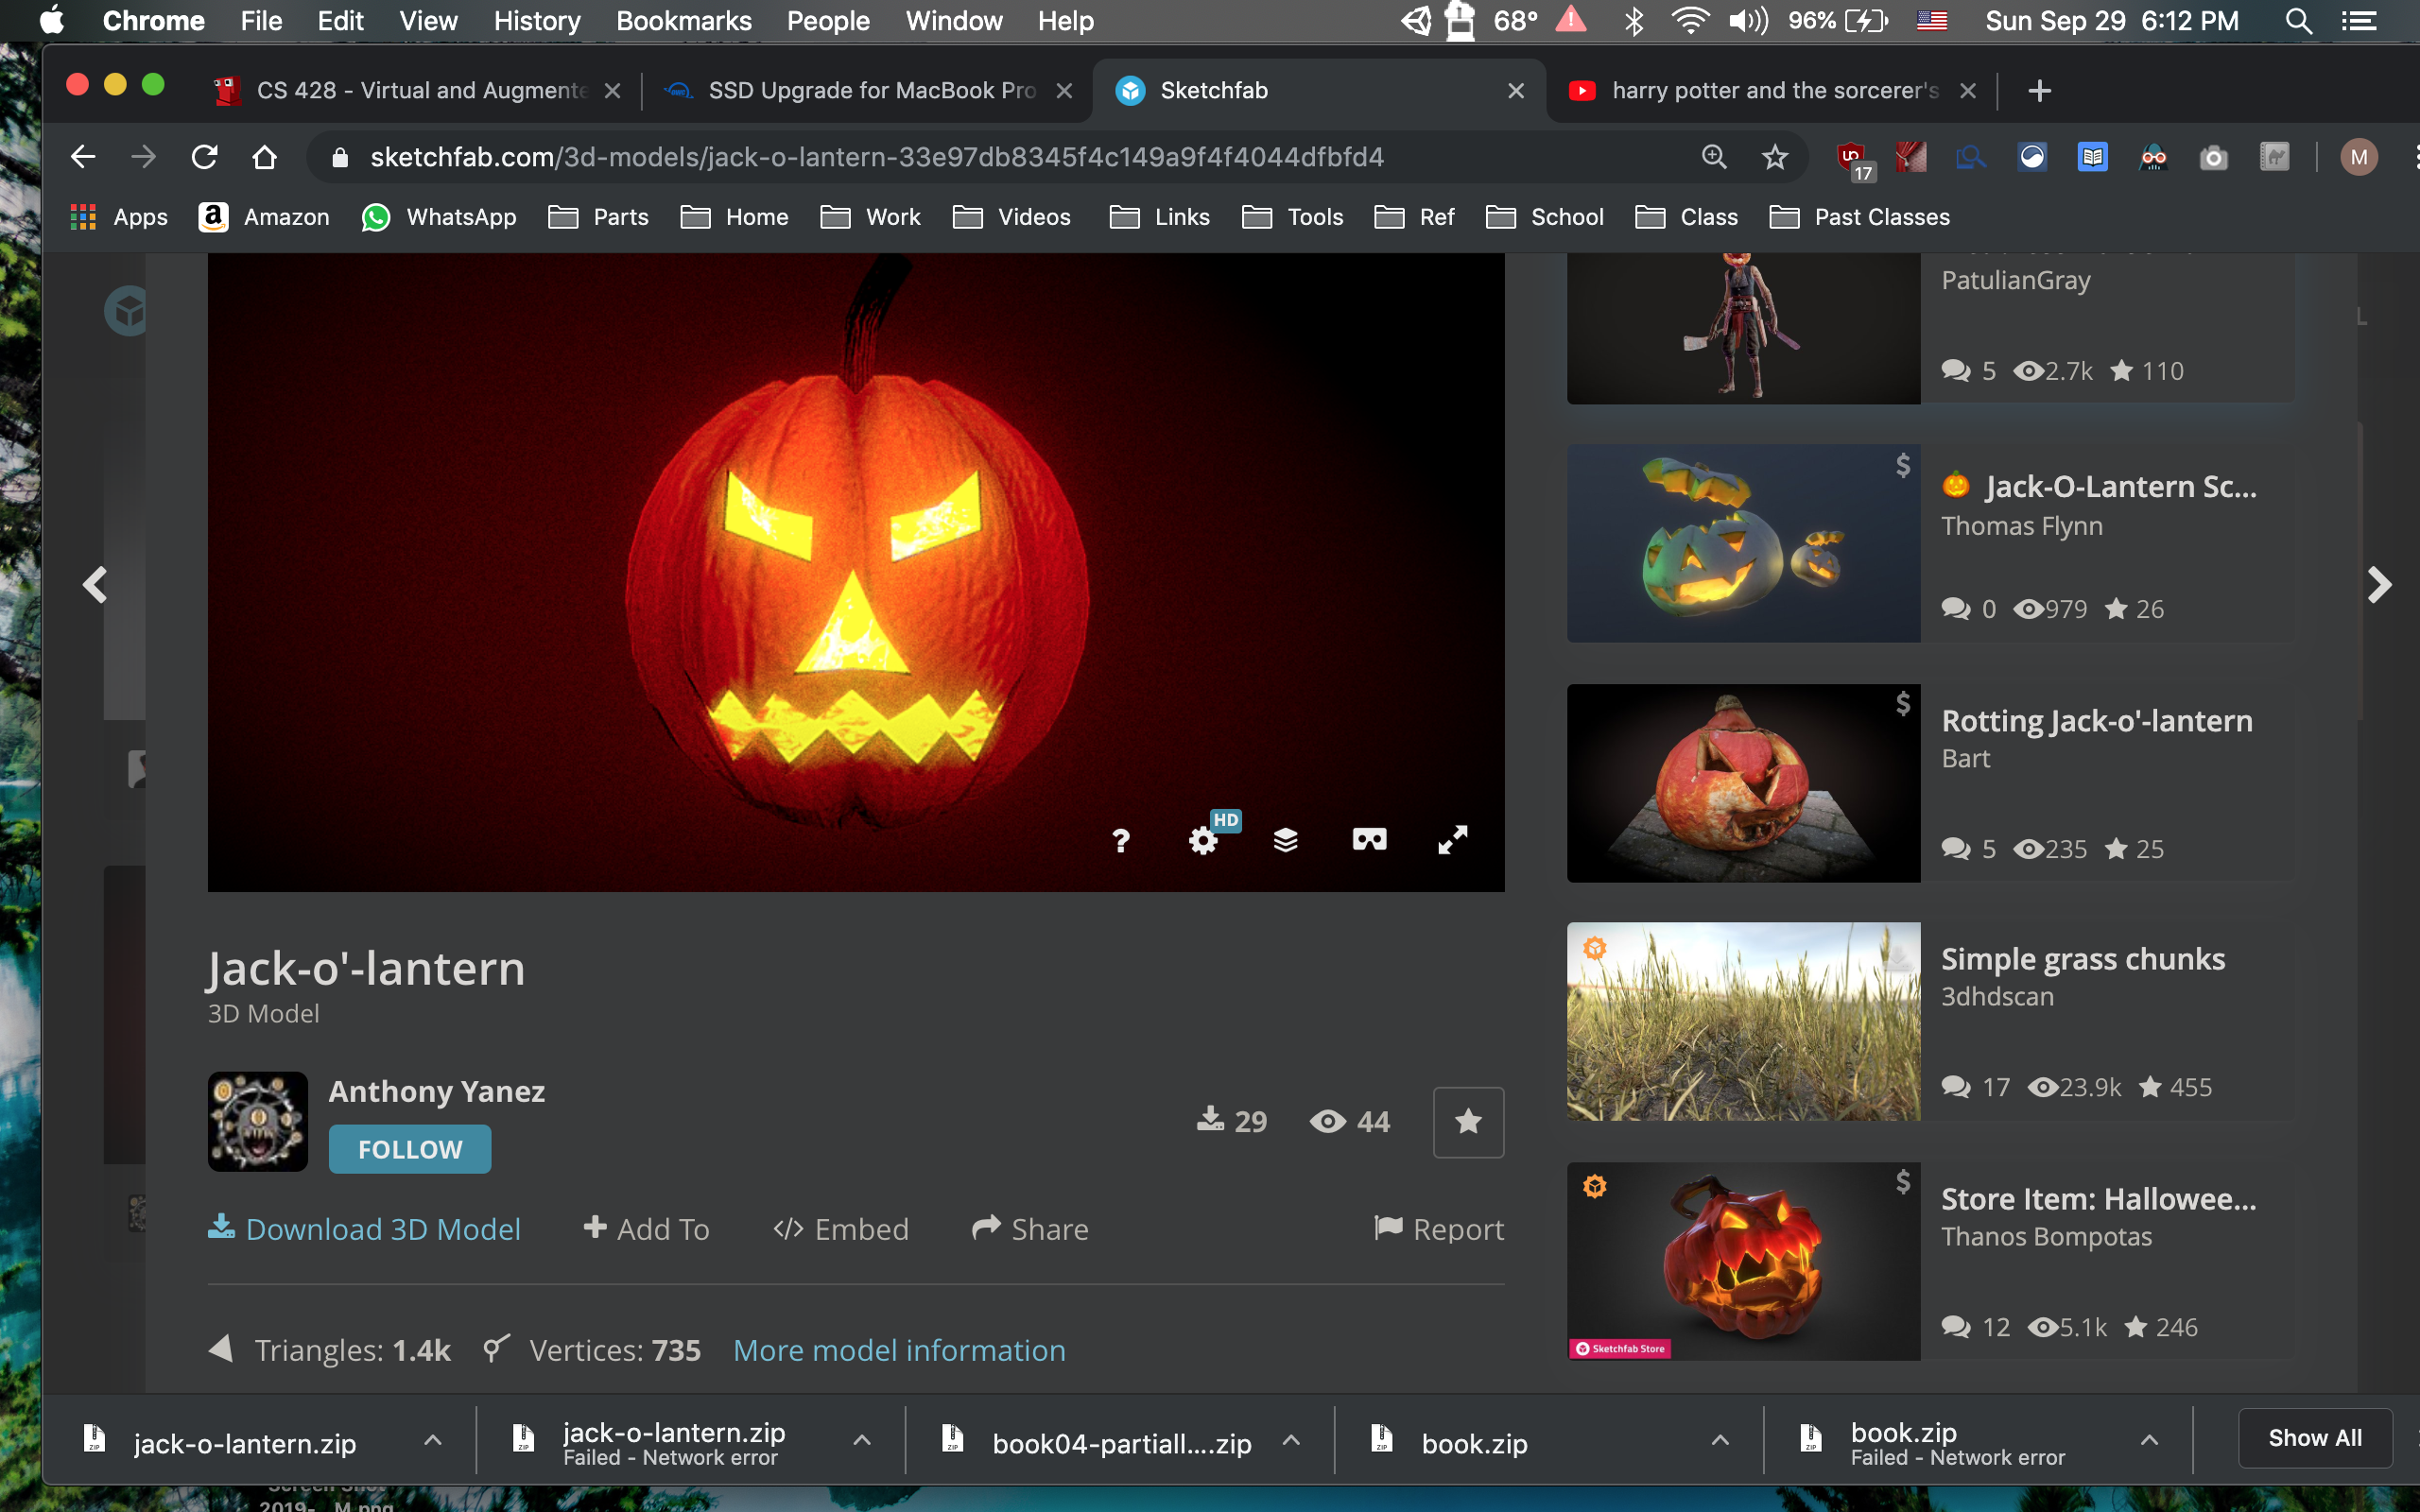 Chrome File Edit View History Bookmarks People Window Help 68° 96% Sun Sep 29 6:12 PM
CS 428 - Virtual and Augmente SSD Upgrade for MacBook Pro Sketchfab harry potter and the sorcerer's
sketchfab.com/3d-models/jack-o-lantern-33e97db8345f4c149a9f4f4044dfbfd4 17 M
Apps Amazon WhatsApp Parts Home Work Videos Links Tools Ref School Class Past Classes
PatulianGray
5 2.7k 110
$
Jack-O-Lantern Sc...
Thomas Flynn
0 979 26
$
Rotting Jack-o'-lantern
Bart
5 235 25
? HD
Simple grass chunks
3dhdscan
17 23.9k 455
$
Store Item: Hallowee...
Thanos Bompotas
12 5.1k 246
Sketchfab Store
Jack-o'-lantern
3D Model
Anthony Yanez
FOLLOW
29 44
Download 3D Model + Add To </> Embed Share Report
Triangles: 1.4k Vertices: 735 More model information
jack-o-lantern.zip
jack-o-lantern.zip
Failed - Network error
book04-partiall....zip
book.zip
book.zip
Failed - Network error
Show All